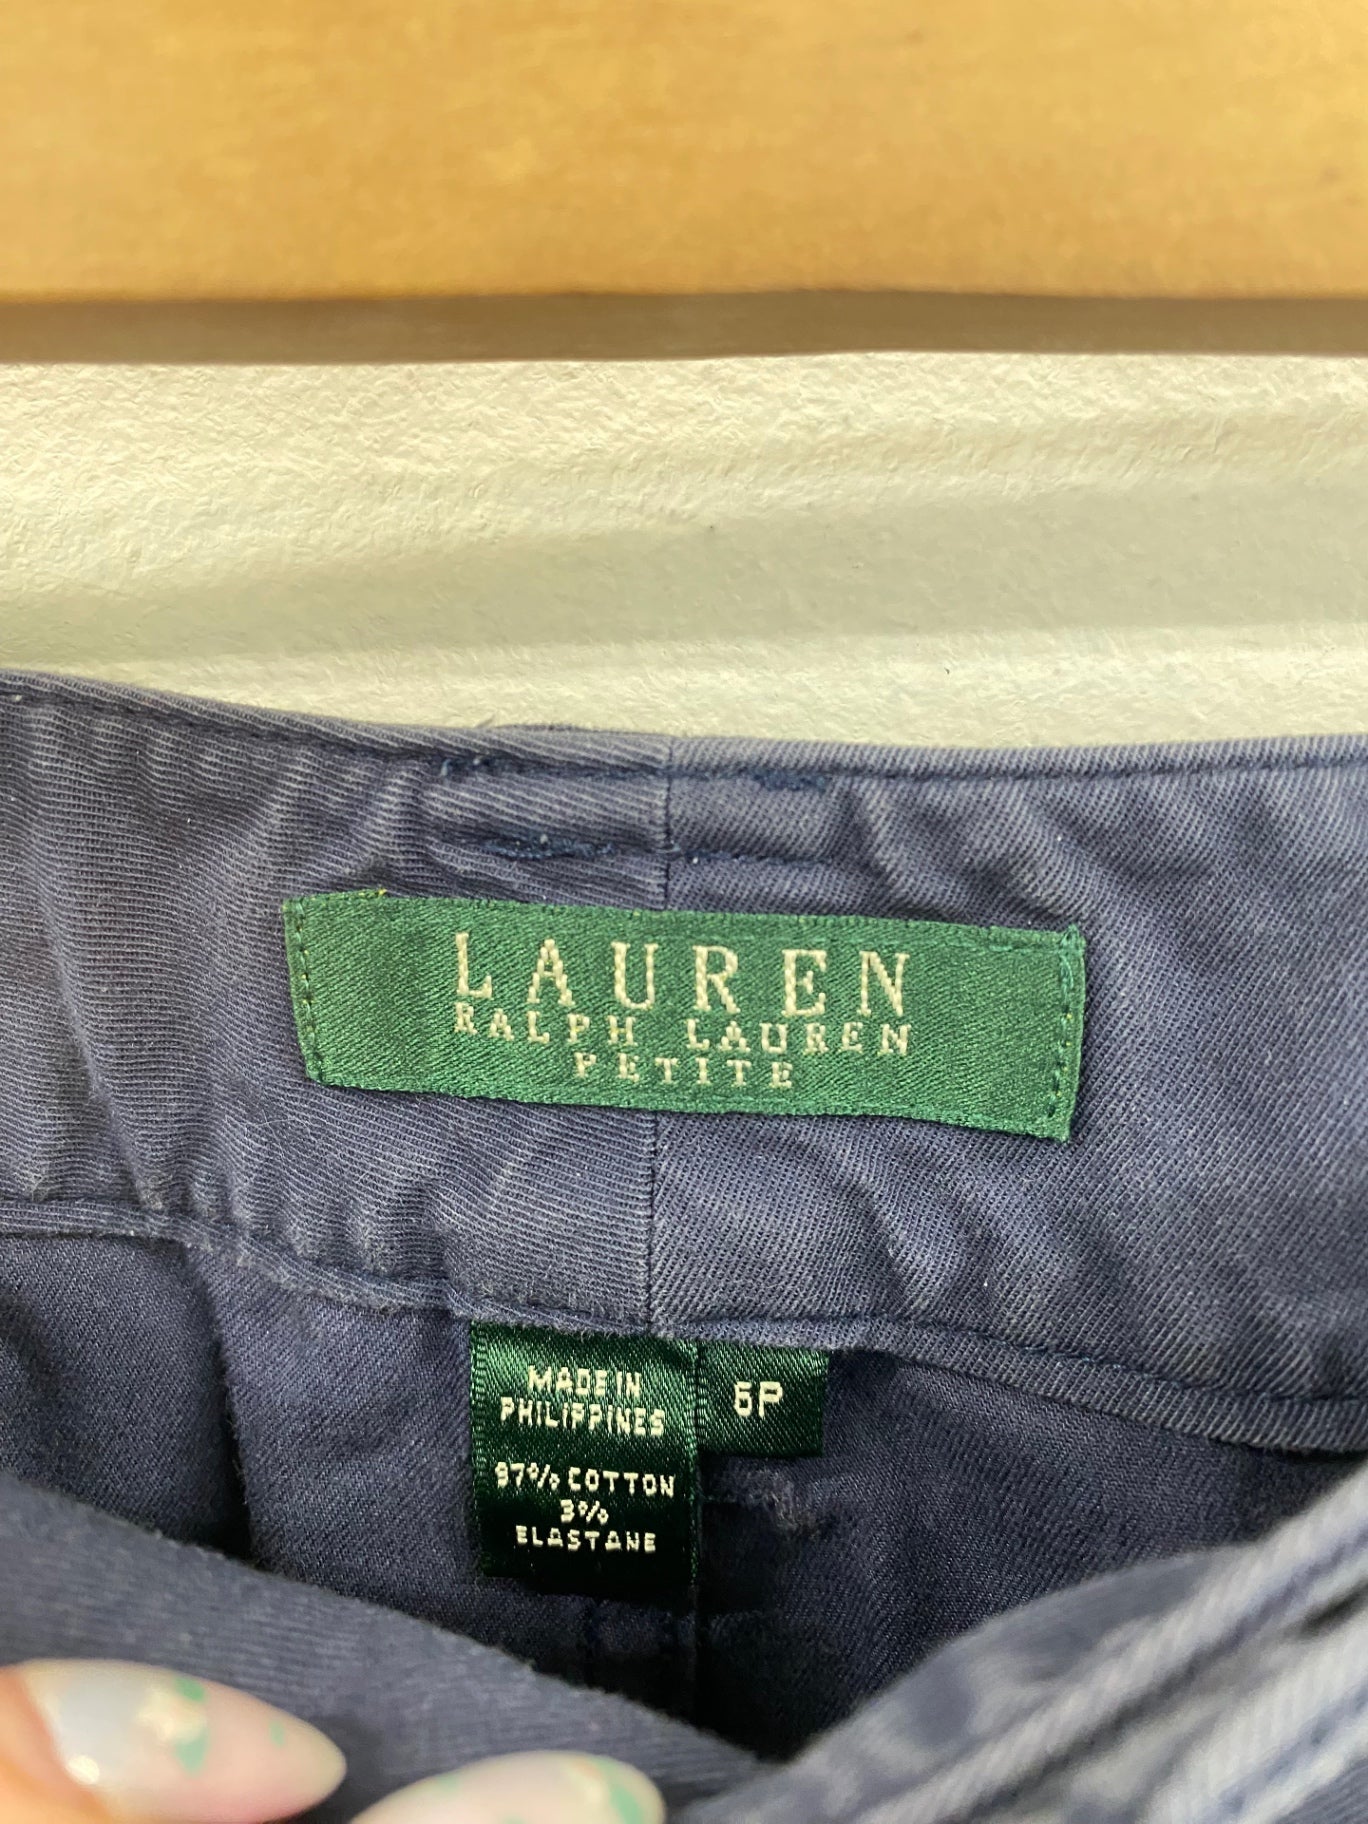 LAUREN
RALPH LAUREN
PETITE
MADE IN
PHILIPPINES
6P
97% COTTON
3%
ELASTANE